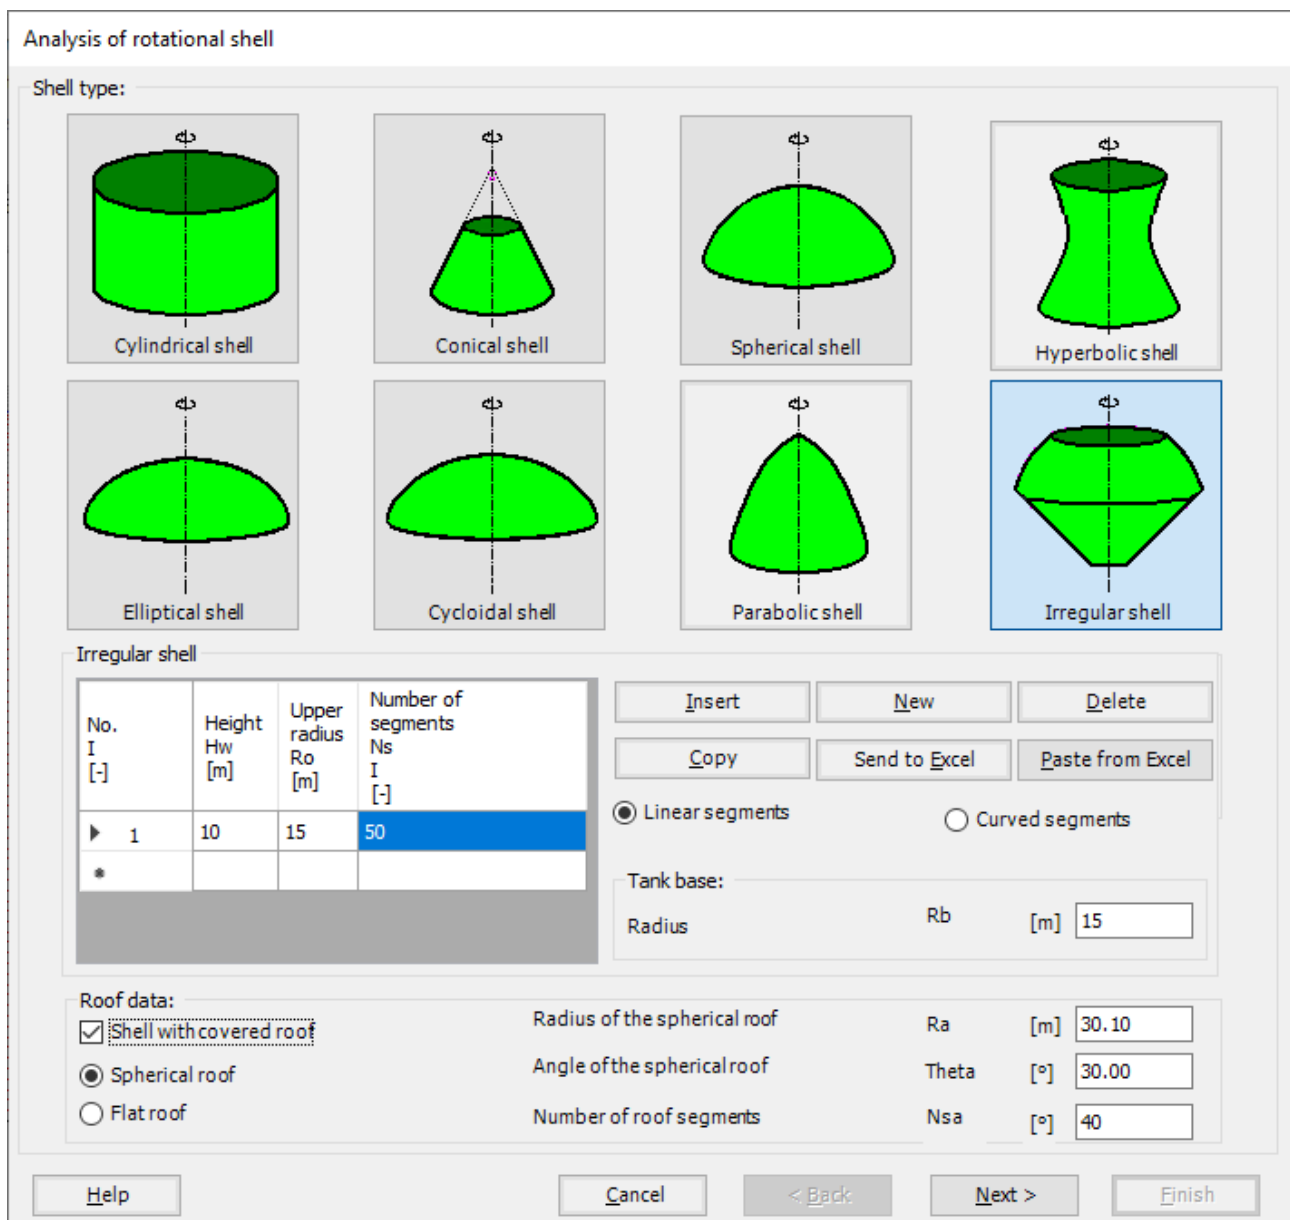 Analysis of rotational shell
Shell type:
Cylindrical shell
Conical shell
Spherical shell
Hyperbolic shell
Elliptical shell
Cycloidal shell
Parabolic shell
Irregular shell
Irregular shell
No.
I
[-]
Height
Hw
[m]
Upper
radius
Ro
[m]
Number of
segments
Ns
I
[-]
1 10 15 50
Insert New Delete
Copy Send to Excel Paste from Excel
Linear segments Curved segments
Tank base:
Radius Rb [m] 15
Roof data:
Shell with covered roof
Spherical roof
Flat roof
Radius of the spherical roof Ra [m] 30.10
Angle of the spherical roof Theta [°] 30.00
Number of roof segments Nsa [°] 40
Help Cancel < Back Next > Finish